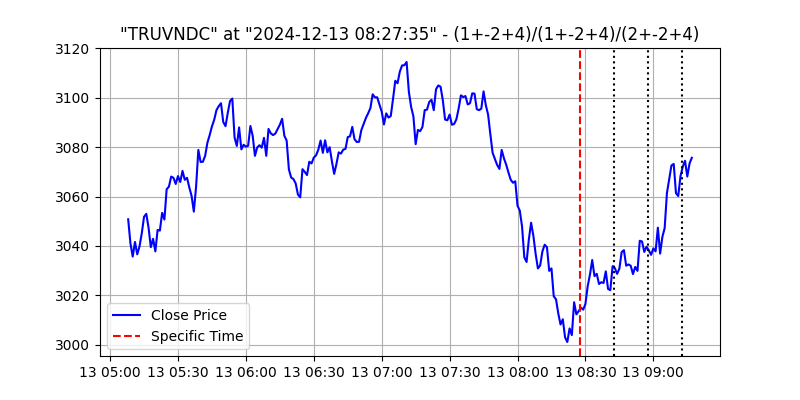 "TRUVNDC" at "2024-12-13 08:27:35" - (1+-2+4)/(1+-2+4)/(2+-2+4)
3120
3100
3080
3060
3040
3020
3000
Close Price
Specific Time
13 05:00 13 05:30 13 06:00 13 06:30 13 07:00 13 07:30 13 08:00 13 08:30 13 09:00